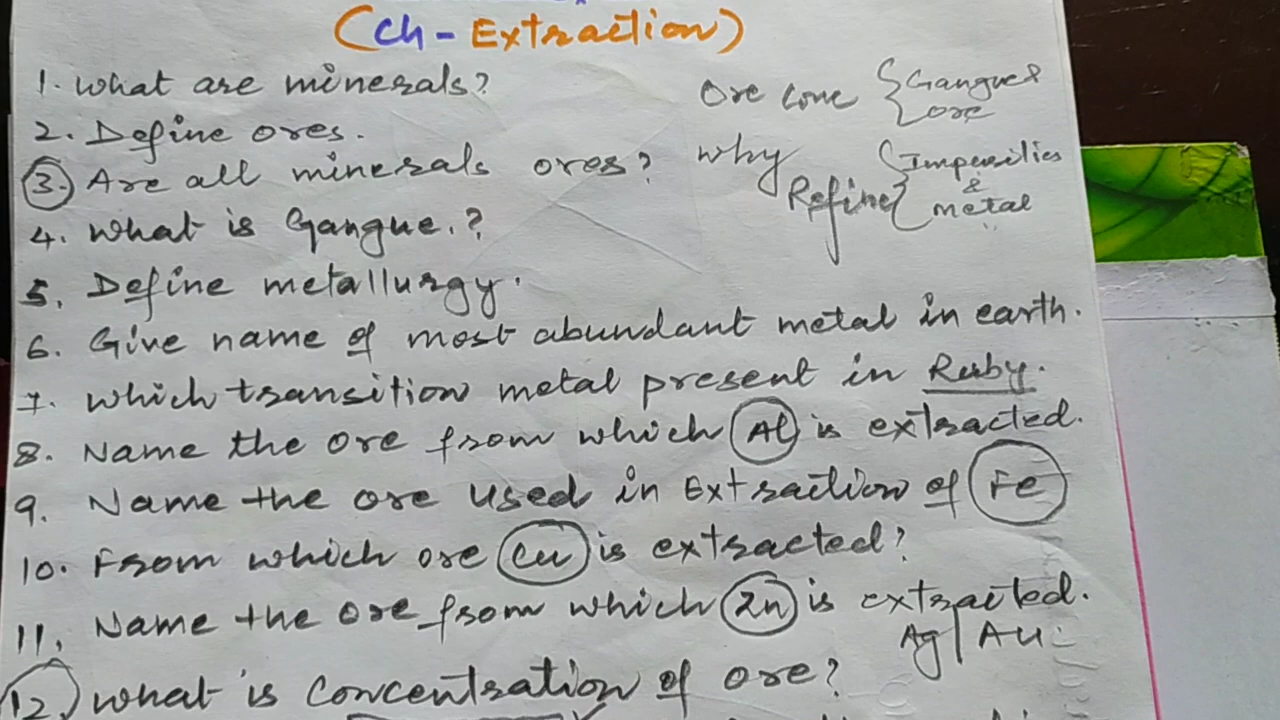 (Ch - Extraction)
1. What are minerals?
2. Define ores.
3. Are all minerals ores?
4. What is Gangue.?
5. Define metallurgy.
6. Give name of most abundant metal in earth.
7. Which transition metal present in Ruby.
8. Name the ore from which Al is extracted.
9. Name the ore used in Extraction of Fe
10. From which ore Cu is extracted?
11. Name the ore from which Zn is extracted.
Ag | Au
12. What is Concentration of ore?
Ore conc { Gangue &
ore
Why Refine { Impurities
&
metal